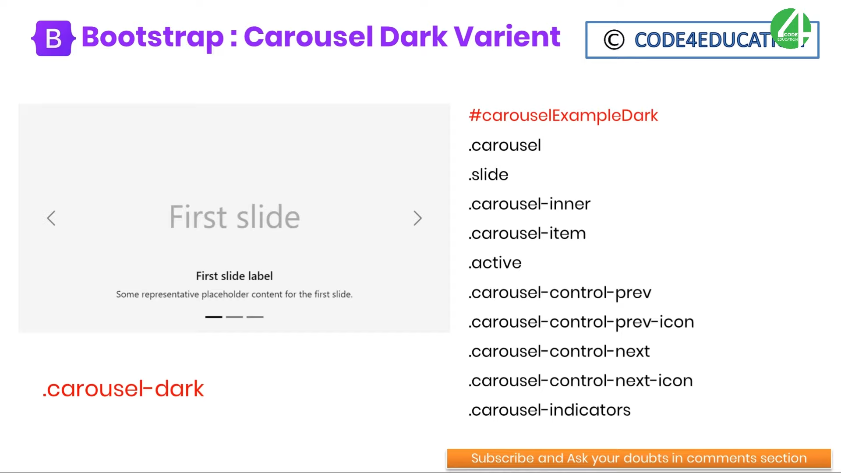 B Bootstrap : Carousel Dark Varient
© CODE4EDUCATION
First slide
First slide label
Some representative placeholder content for the first slide.
.carousel-dark
#carouselExampleDark
.carousel
.slide
.carousel-inner
.carousel-item
.active
.carousel-control-prev
.carousel-control-prev-icon
.carousel-control-next
.carousel-control-next-icon
.carousel-indicators
Subscribe and Ask your doubts in comments section